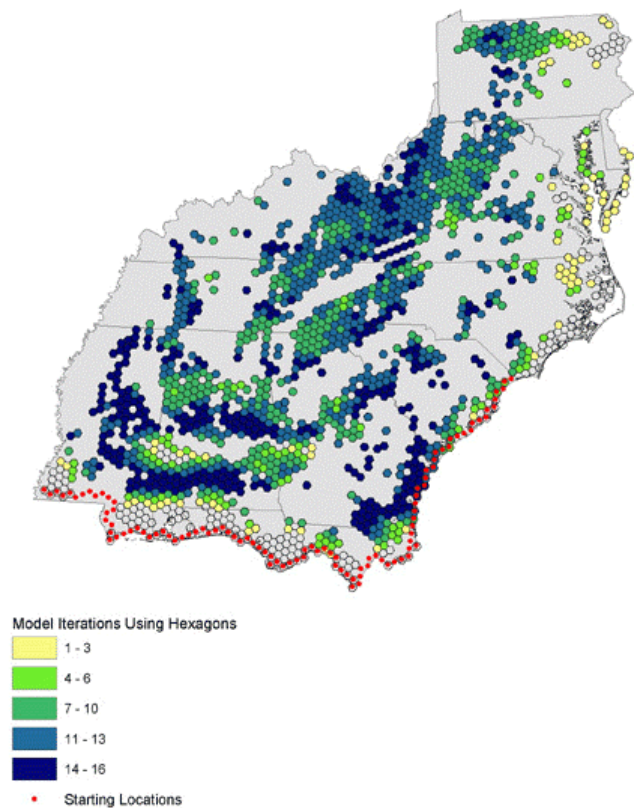 Model Iterations Using Hexagons
1 - 3
4 - 6
7 - 10
11 - 13
14 - 16
Starting Locations